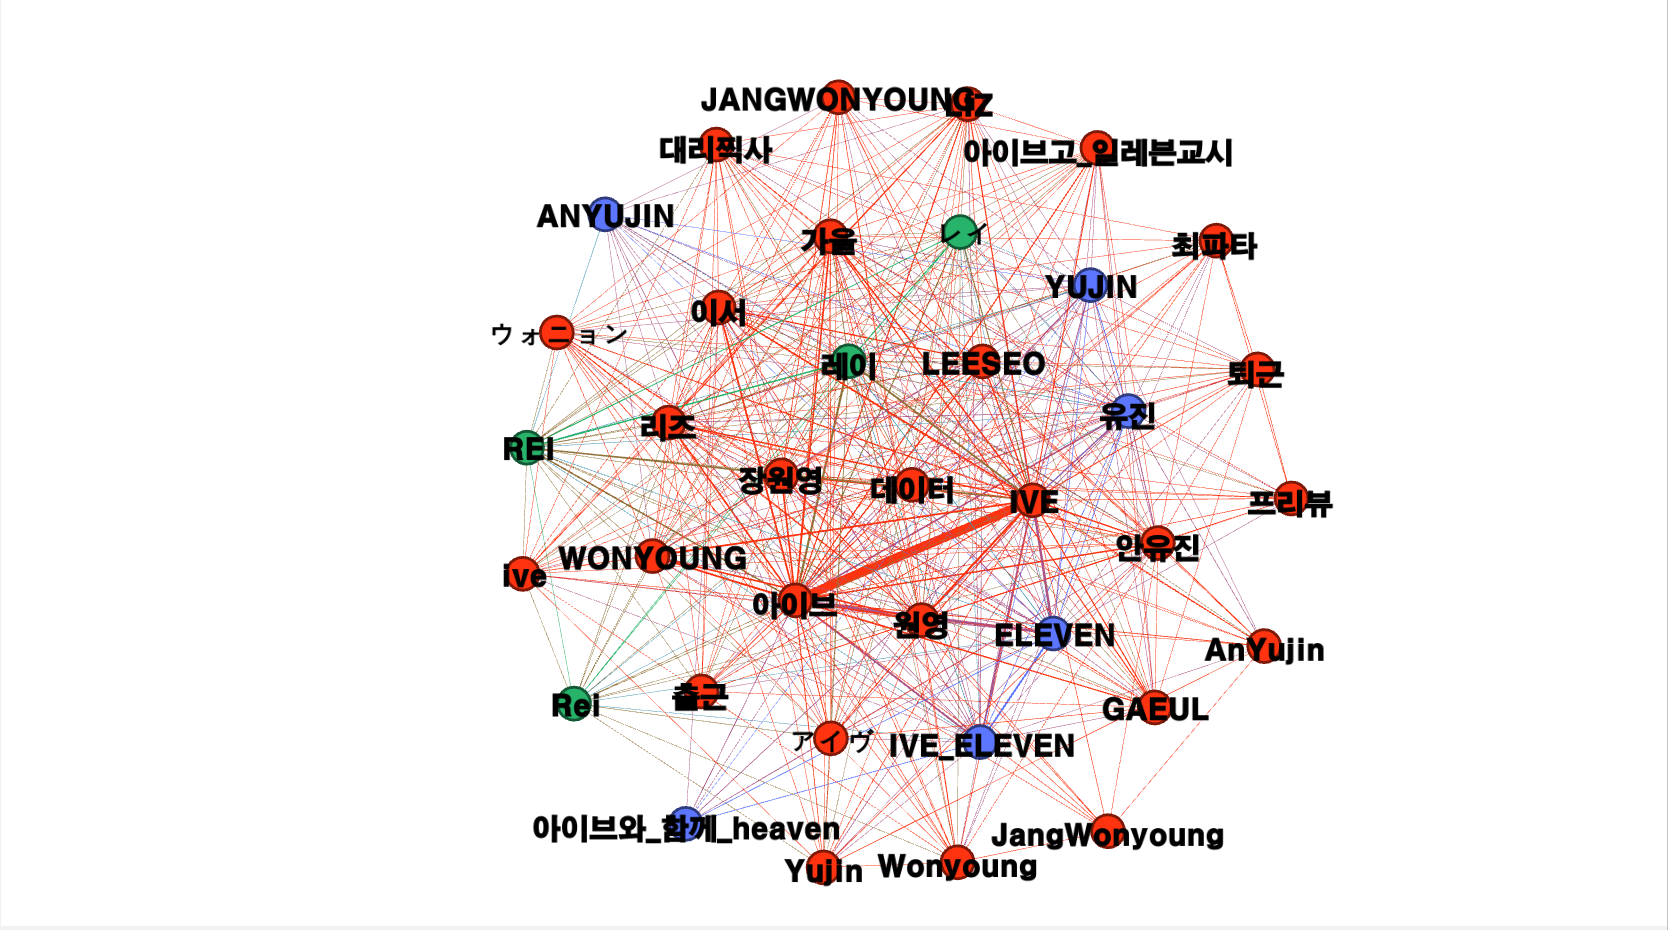 JANGWONYOUNG
LIZ
대리찍사
아이브고_일레븐교시
ANYUJIN
가을
レイ
최파타
YUJIN
이서
ウォニョン
레이
LEESEO
퇴근
유진
리즈
REI
장원영
데이터
IVE
프리뷰
안유진
WONYOUNG
ive
아이브
원영
ELEVEN
AnYujin
출근
Rei
GAEUL
アイヴ
IVE_ELEVEN
아이브와_함께_heaven
JangWonyoung
Yujin
Wonyoung